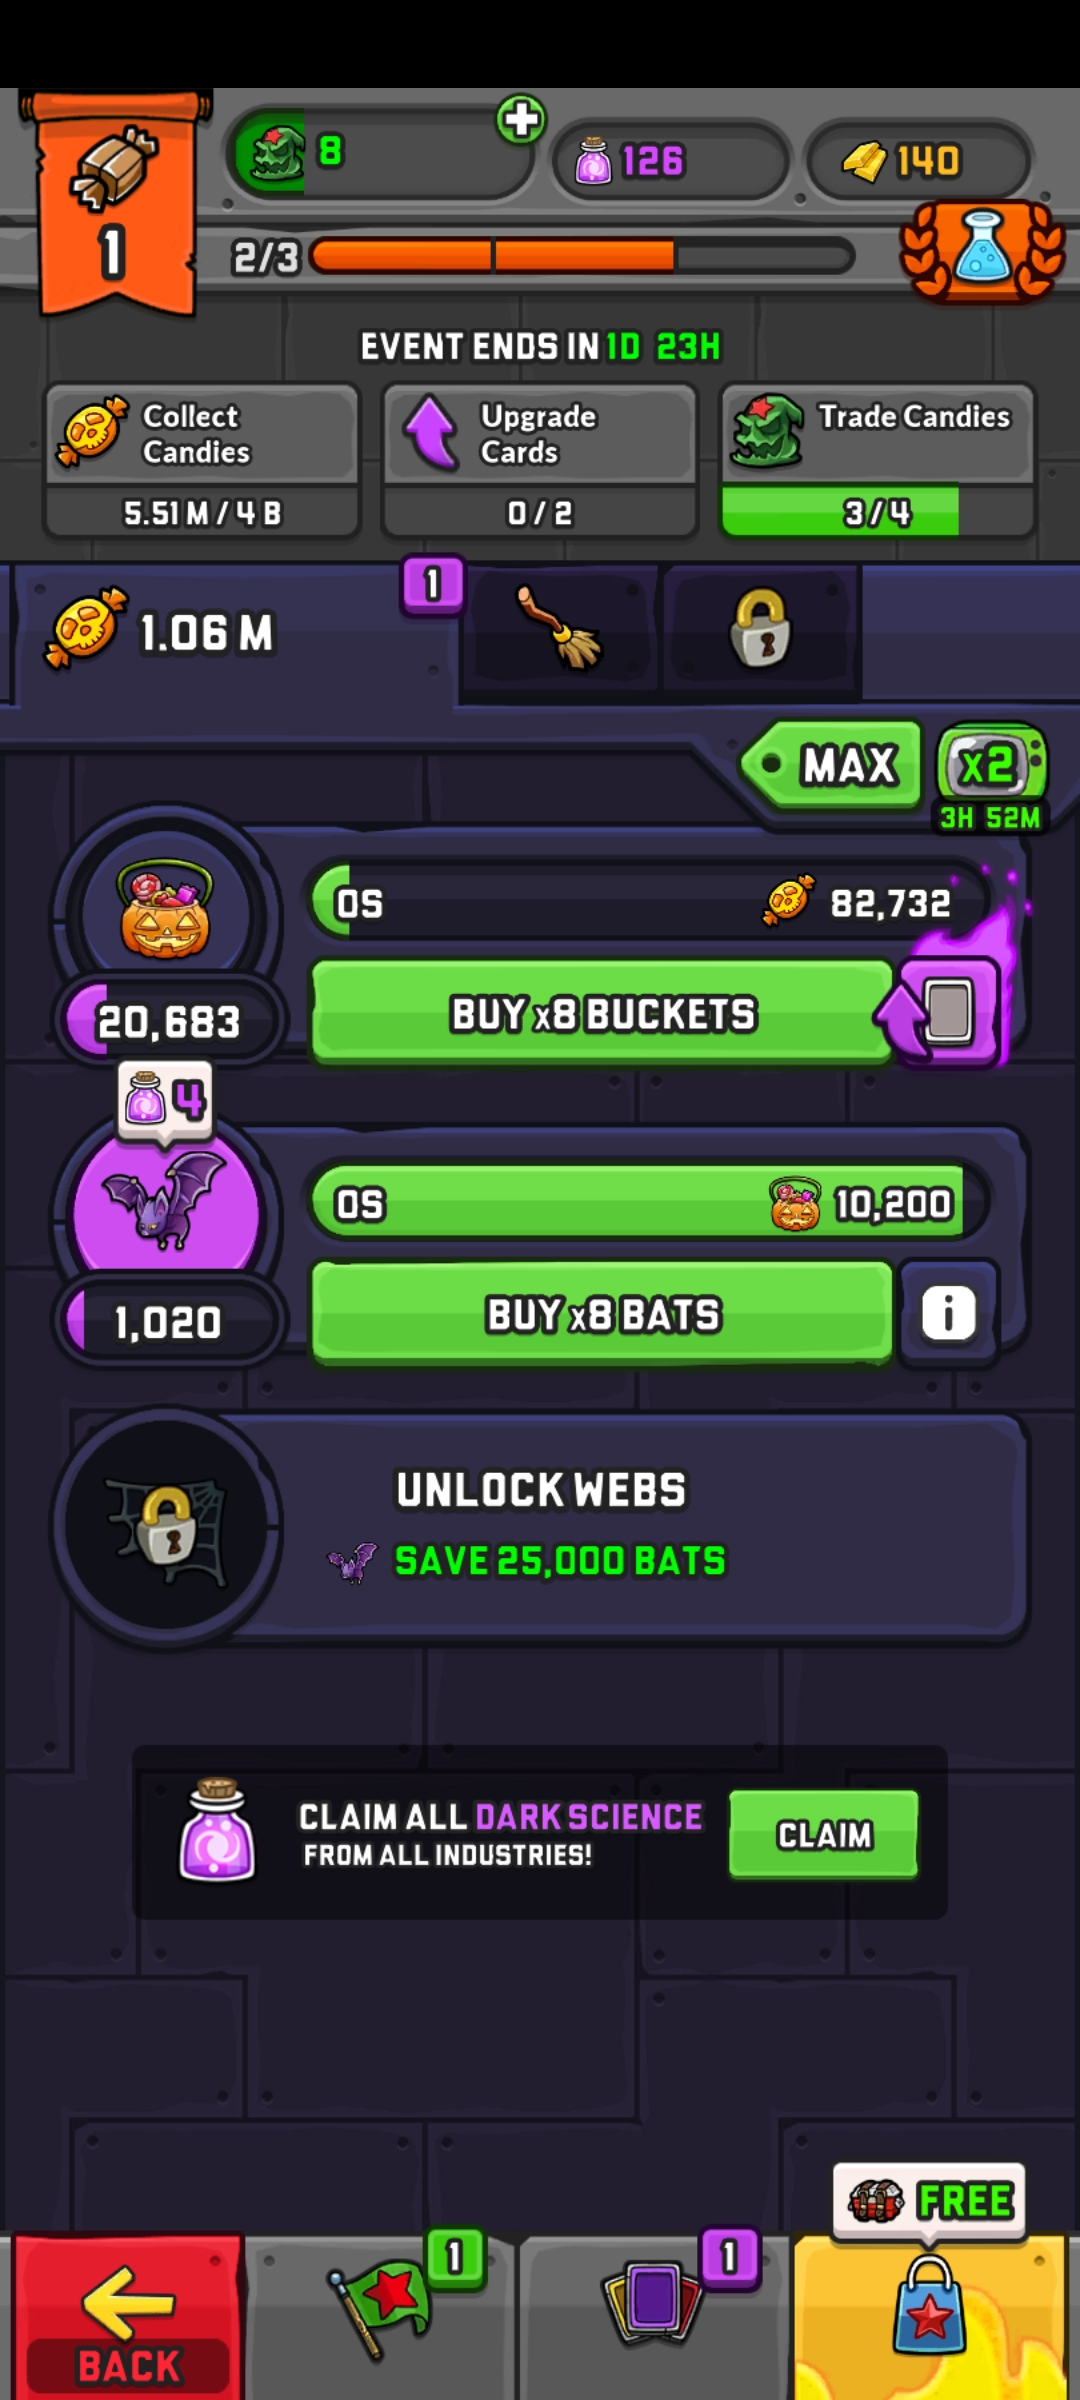 8
126
140
1
2/3
EVENT ENDS IN 1D 23H
Collect
Candies
5.51 M / 4 B
Upgrade
Cards
0 / 2
Trade Candies
3 / 4
1.06 M
1
MAX
x2
3H 52M
0S
82,732
20,683
BUY x8 BUCKETS
4
0S
10,200
1,020
BUY x8 BATS
i
UNLOCK WEBS
SAVE 25,000 BATS
CLAIM ALL DARK SCIENCE
FROM ALL INDUSTRIES!
CLAIM
FREE
1
1
BACK